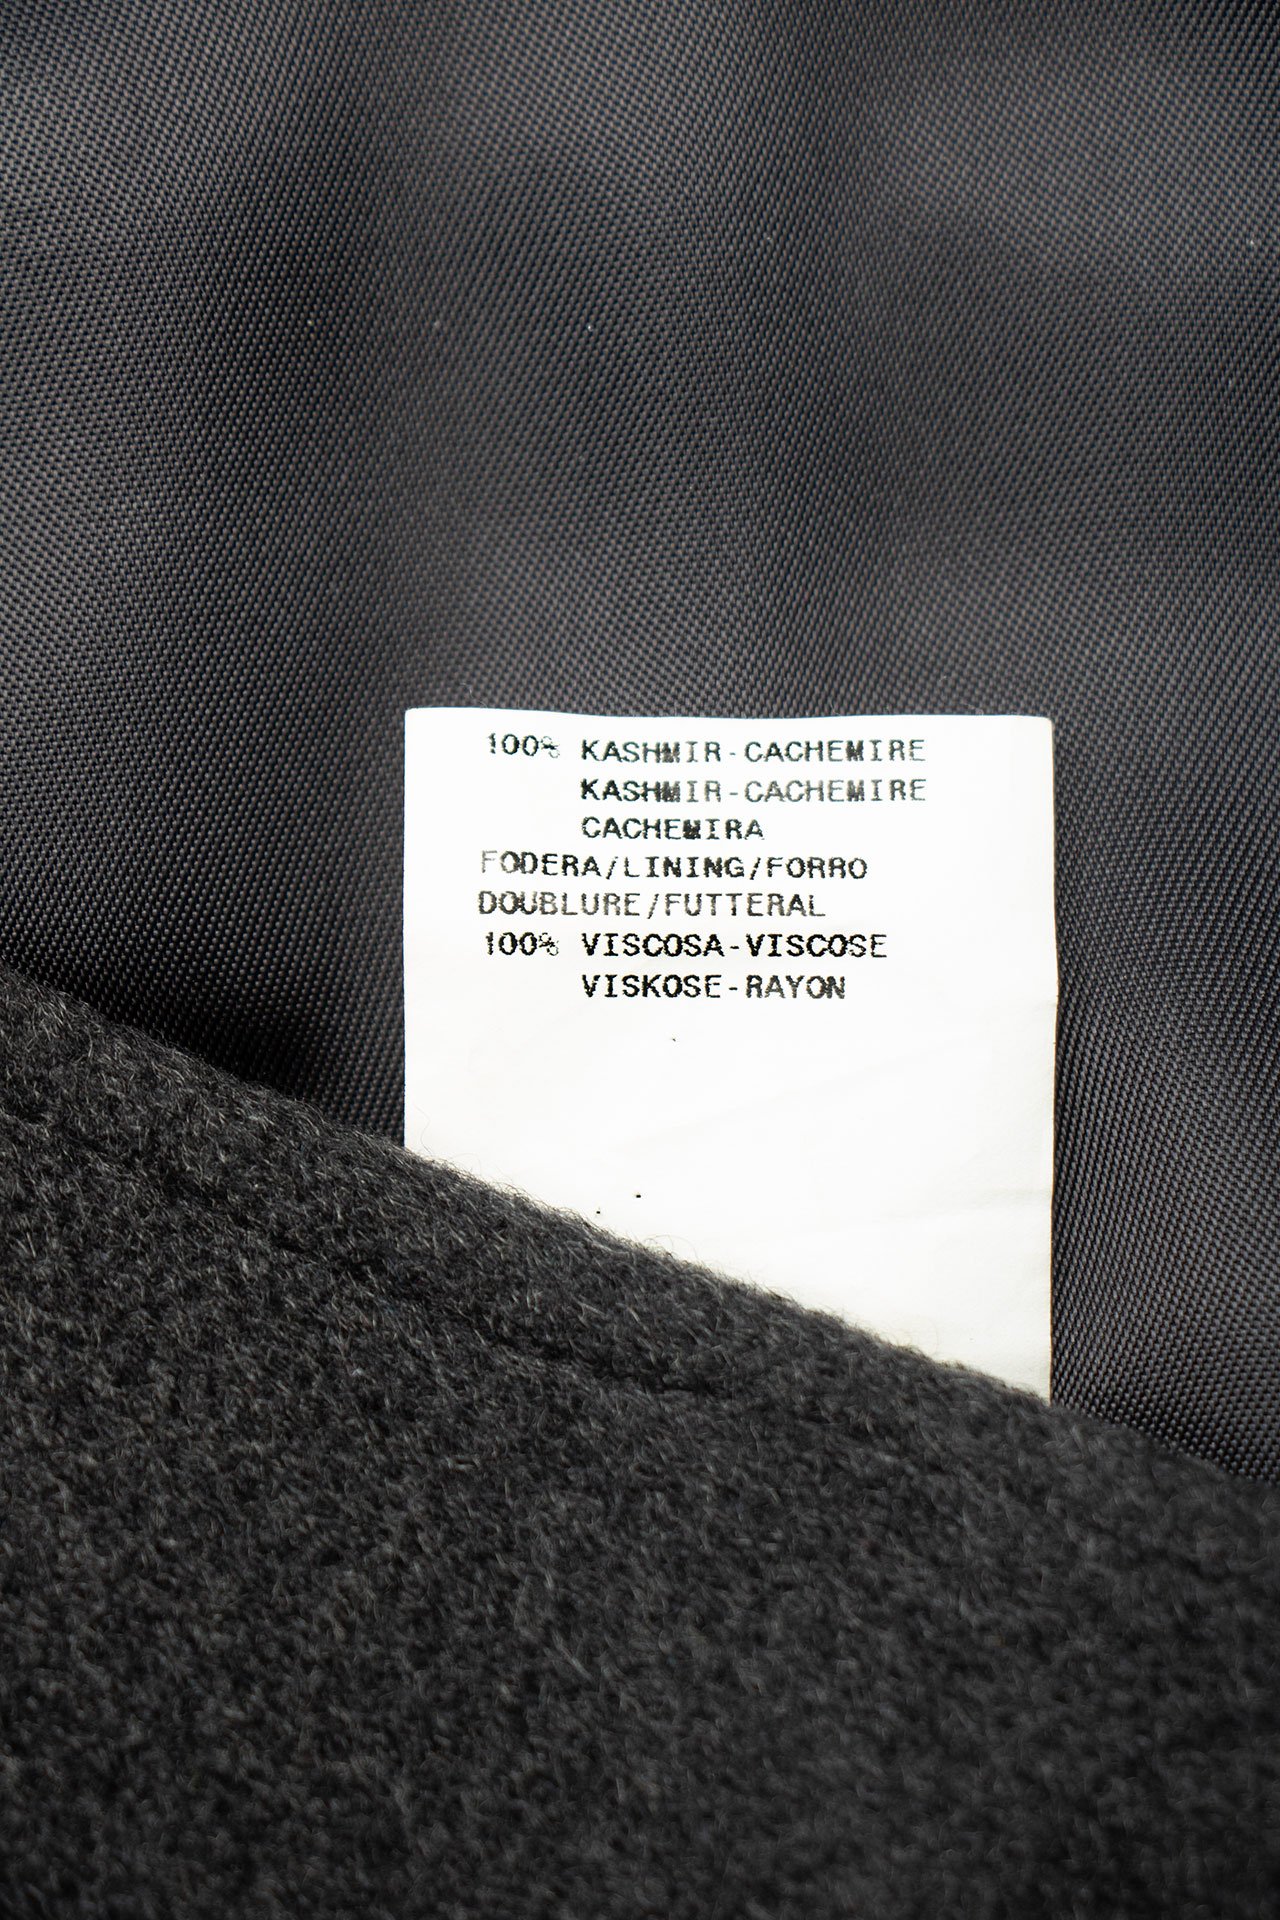 100% KASHMIR-CACHEMIRE
KASHMIR-CACHEMIRE
CACHEMIRA
FODERA/LINING/FORRO
DOUBLURE/FUTTERAL
100% VISCOSA-VISCOSE
VISKOSE-RAYON